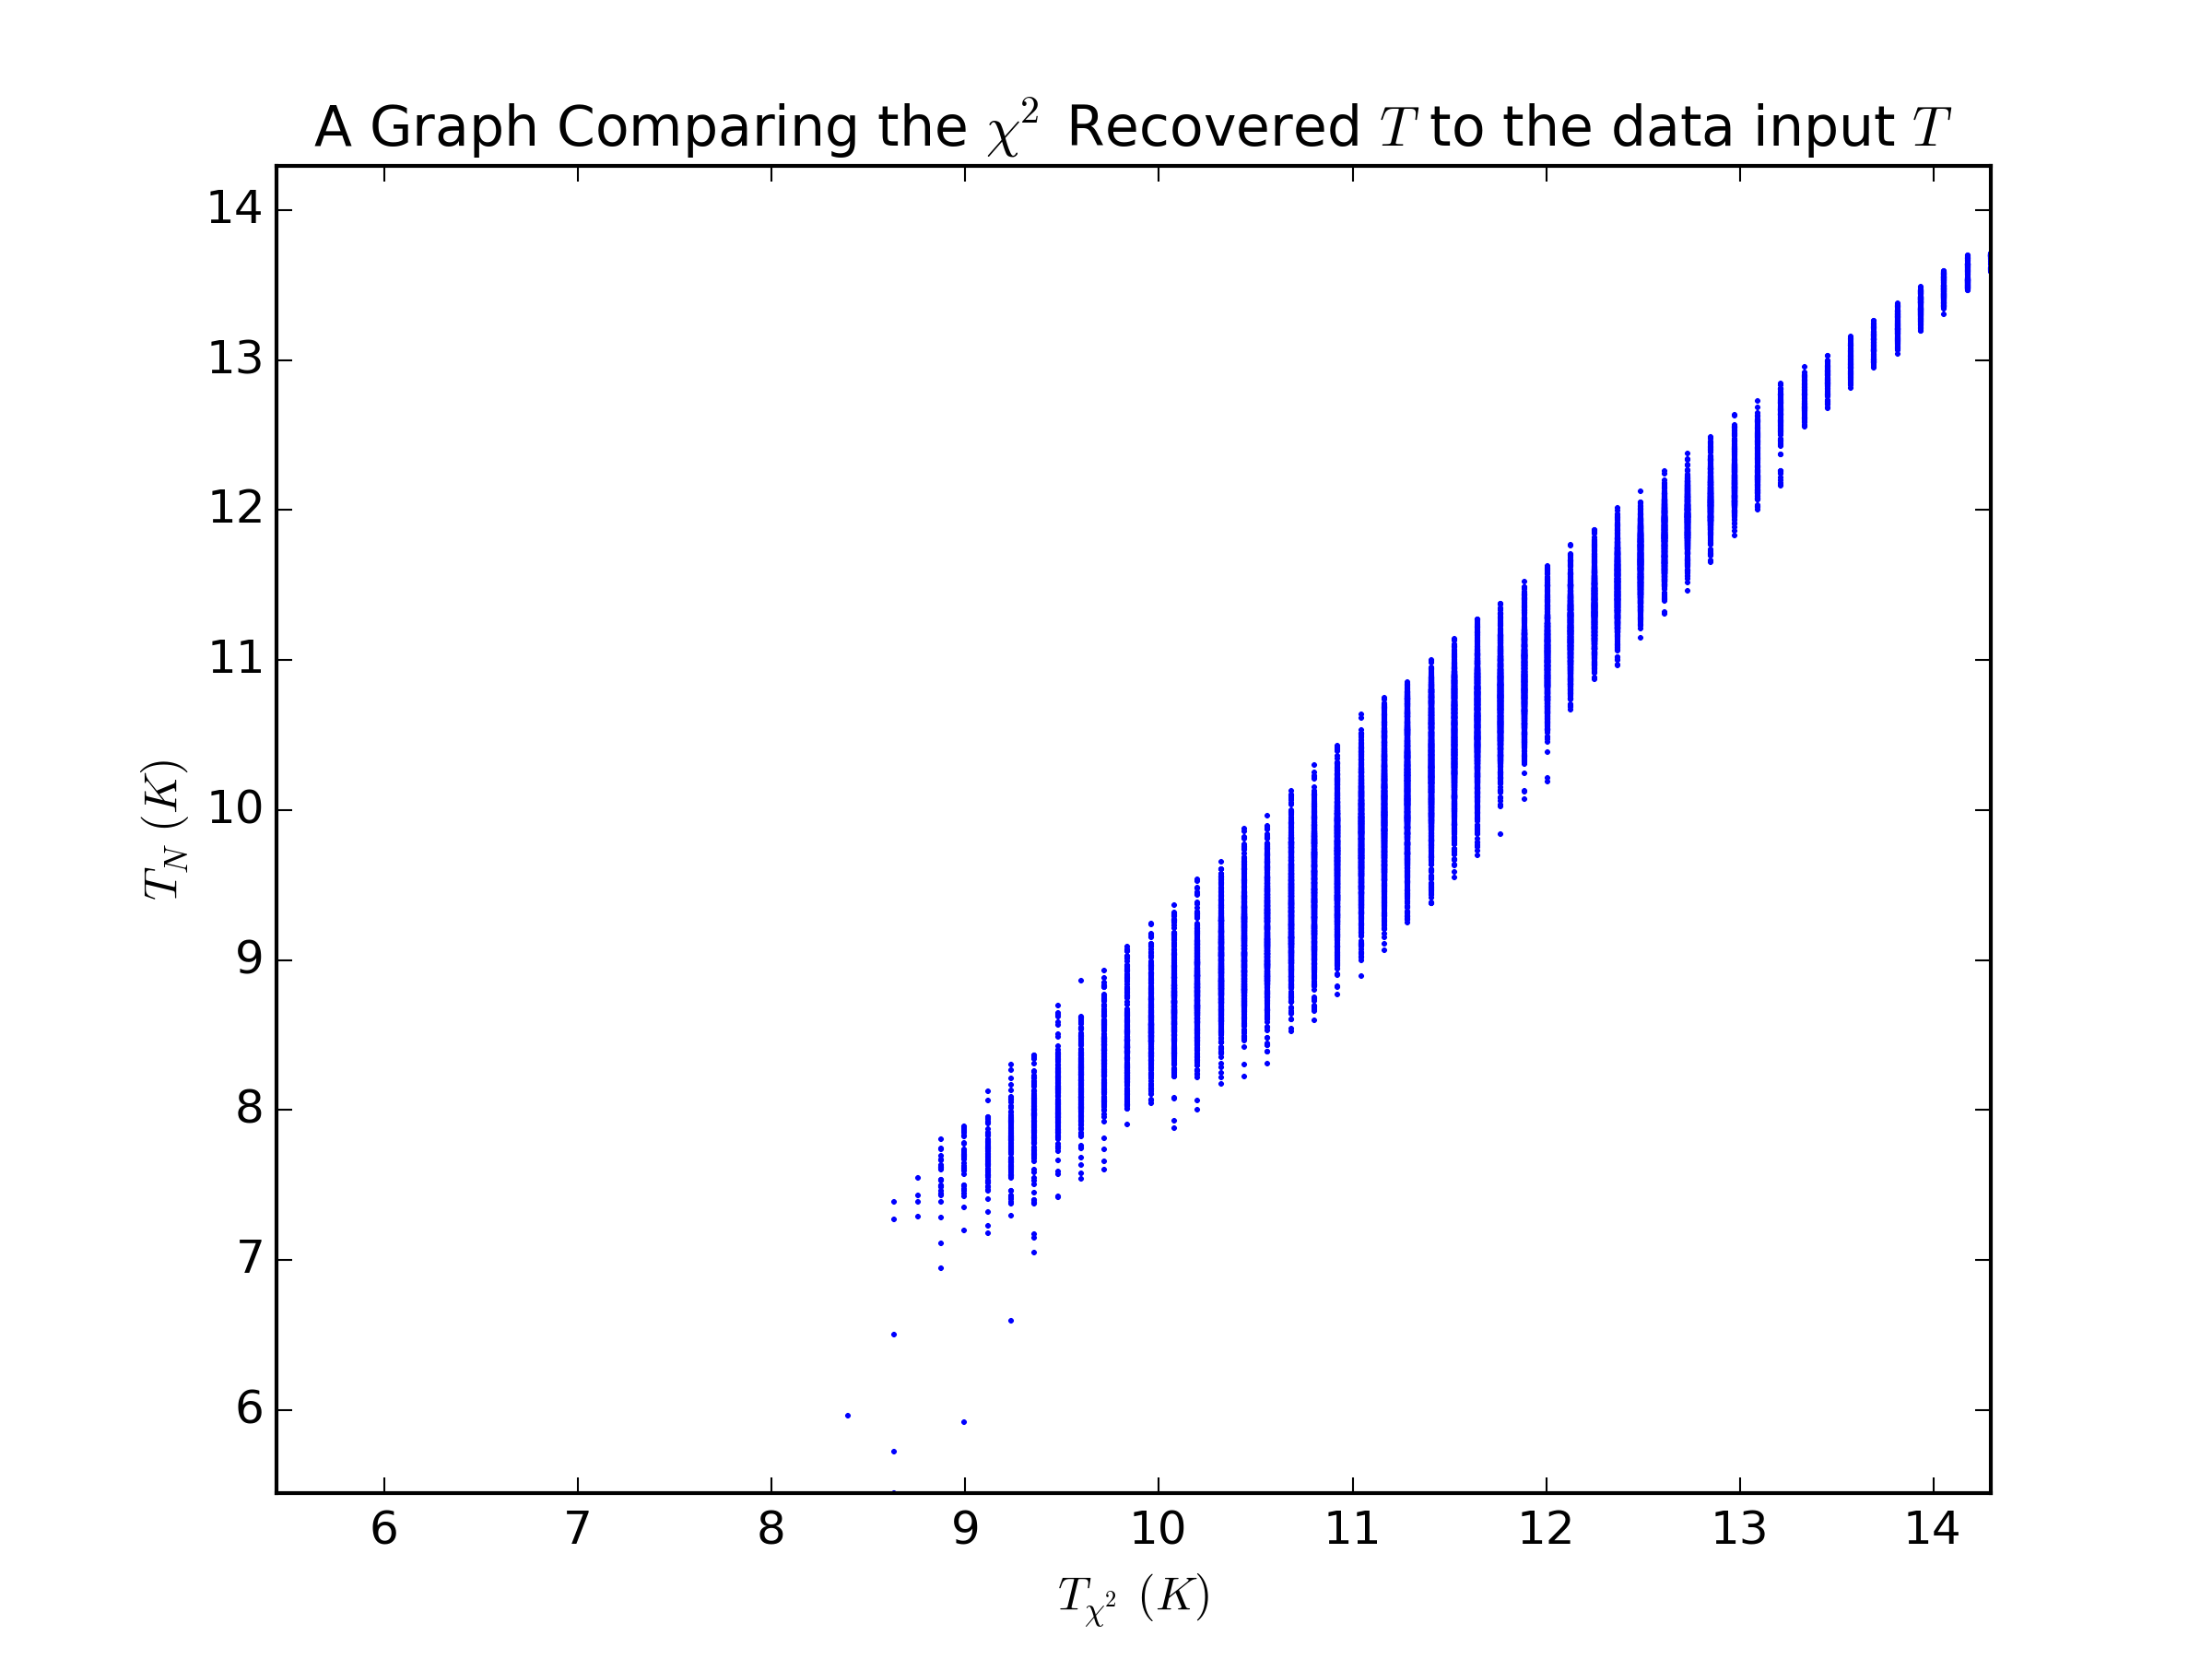 A Graph Comparing the χ² Recovered T to the data input T
14
13
12
11
10
9
8
7
6
T_N (K)
6 7 8 9 10 11 12 13 14
T_χ² (K)